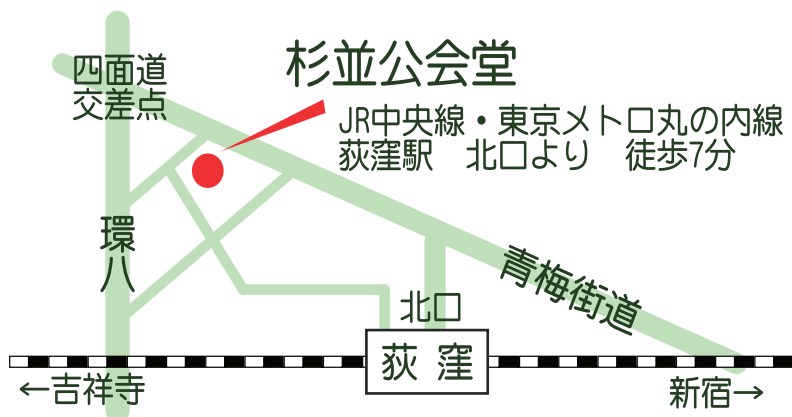 四面道
交差点
杉並公会堂
JR中央線・東京メトロ丸の内線
荻窪駅　北口より　徒歩7分
環八
青梅街道
北口
荻窪
←吉祥寺
新宿→